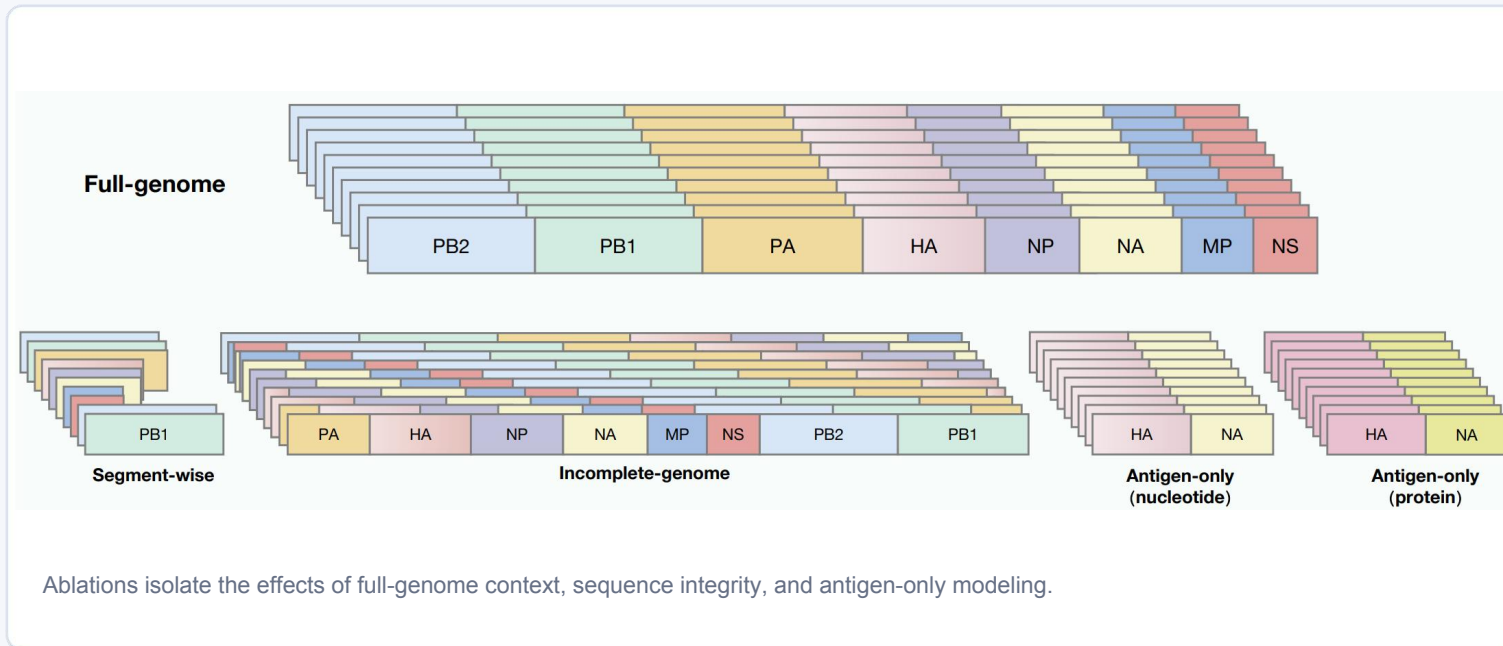 Full-genome
PB2 PB1 PA HA NP NA MP NS
PB1
Segment-wise
PA HA NP NA MP NS PB2 PB1
Incomplete-genome
HA NA
Antigen-only
(nucleotide)
HA NA
Antigen-only
(protein)
Ablations isolate the effects of full-genome context, sequence integrity, and antigen-only modeling.